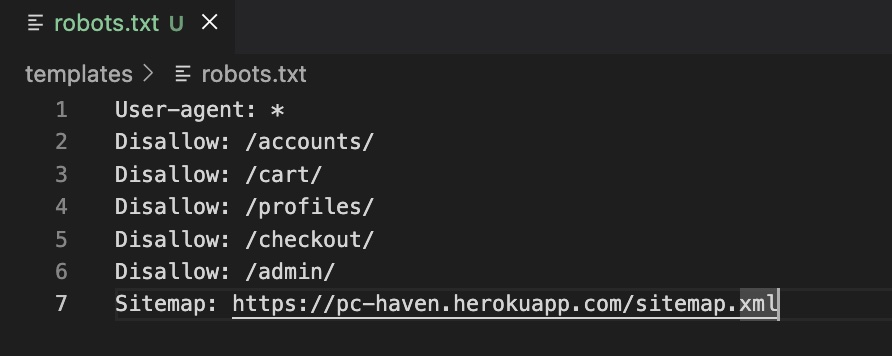 robots.txt U
templates > robots.txt
1 User-agent: *
2 Disallow: /accounts/
3 Disallow: /cart/
4 Disallow: /profiles/
5 Disallow: /checkout/
6 Disallow: /admin/
7 Sitemap: https://pc-haven.herokuapp.com/sitemap.xml